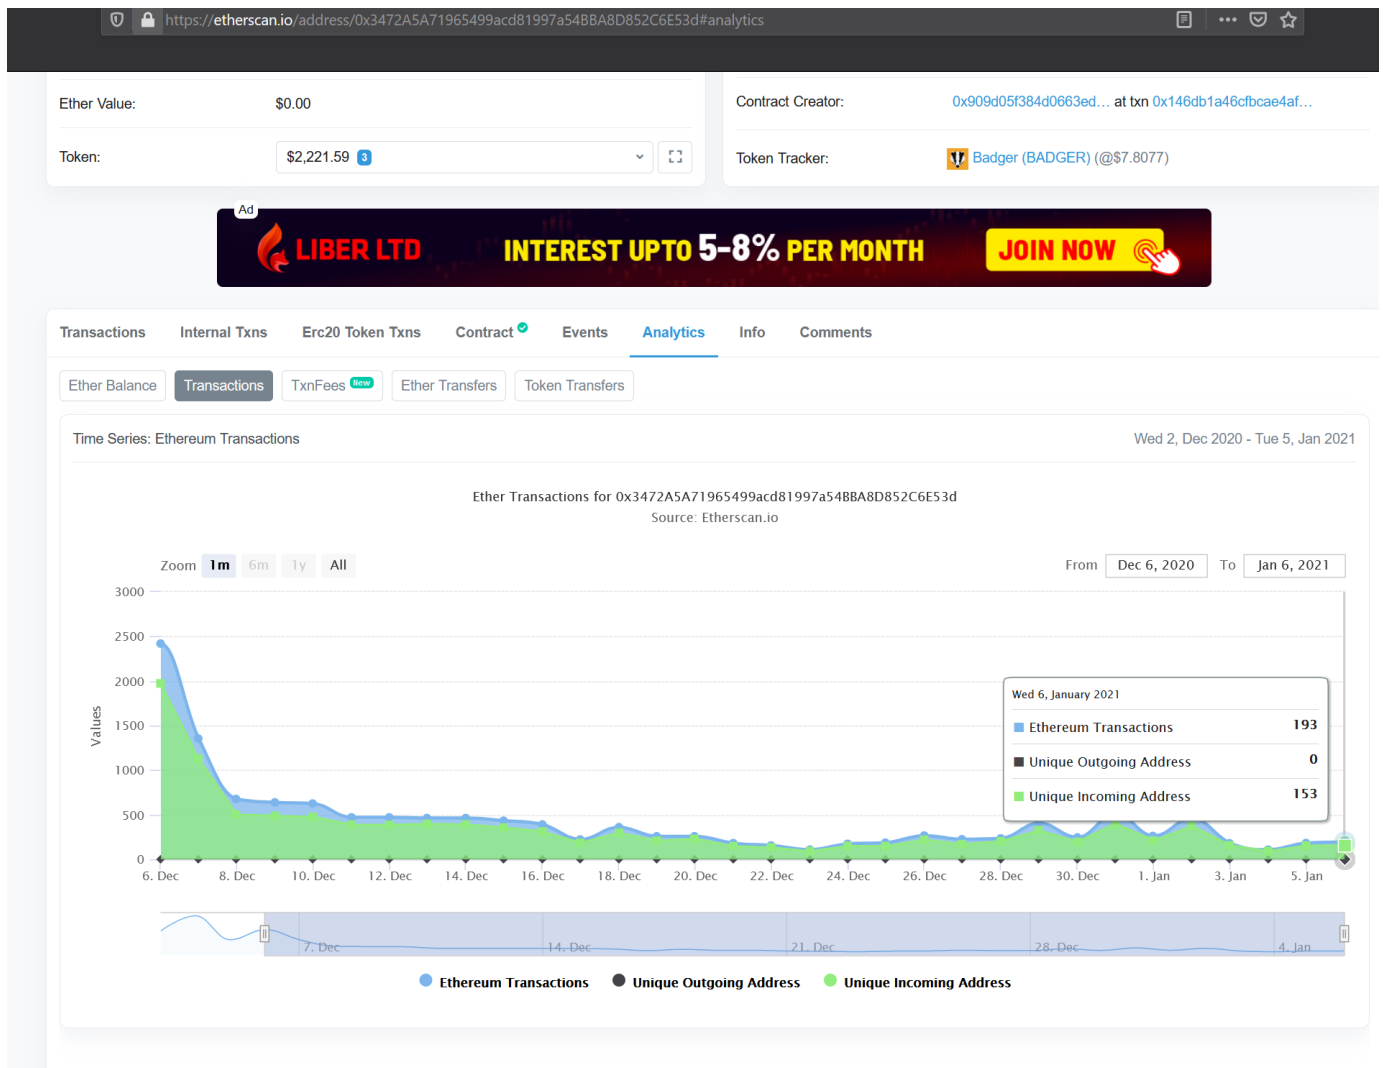 https://etherscan.io/address/0x3472A5A71965499acd81997a54BBA8D852C6E53d#analytics
Ether Value: $0.00
Contract Creator: 0x909d05f384d0663ed... at txn 0x146db1a46cfbcae4af...
Token: $2,221.59 3
Token Tracker: Badger (BADGER) (@$7.8077)
Ad
LIBER LTD INTEREST UPTO 5-8% PER MONTH JOIN NOW
Transactions Internal Txns Erc20 Token Txns Contract Events Analytics Info Comments
Ether Balance Transactions TxnFees New Ether Transfers Token Transfers
Time Series: Ethereum Transactions Wed 2, Dec 2020 - Tue 5, Jan 2021
Ether Transactions for 0x3472A5A71965499acd81997a54BBA8D852C6E53d
Source: Etherscan.io
Zoom 1m 6m 1y All From Dec 6, 2020 To Jan 6, 2021
Values
3000
2500
2000
1500
1000
500
0
Wed 6, January 2021
Ethereum Transactions 193
Unique Outgoing Address 0
Unique Incoming Address 153
6. Dec 8. Dec 10. Dec 12. Dec 14. Dec 16. Dec 18. Dec 20. Dec 22. Dec 24. Dec 26. Dec 28. Dec 30. Dec 1. Jan 3. Jan 5. Jan
7. Dec 14. Dec 21. Dec 28. Dec 4. Jan
Ethereum Transactions Unique Outgoing Address Unique Incoming Address